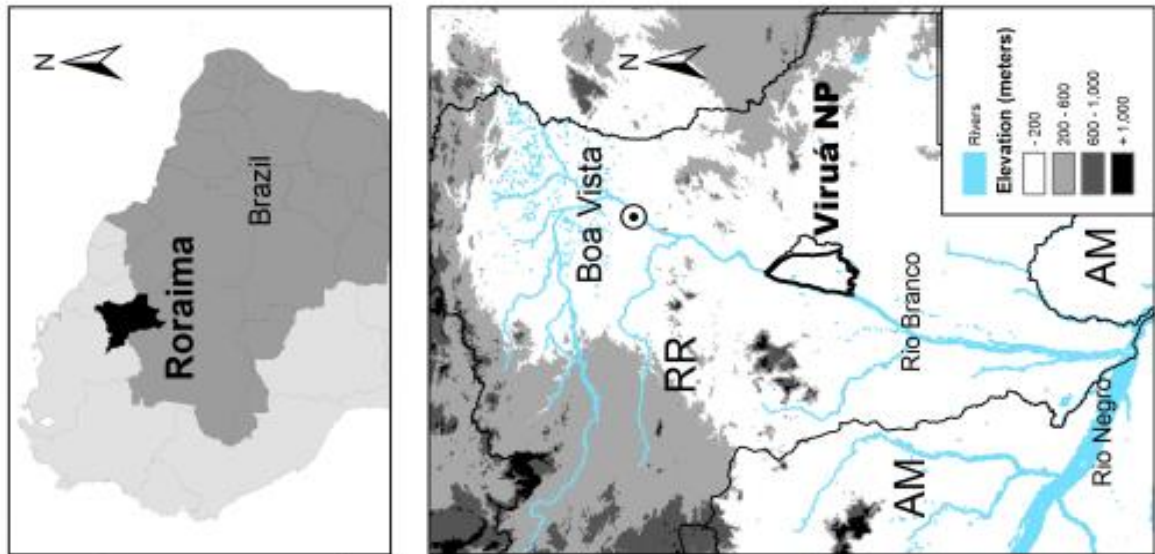 N
Roraima
Brazil
N
Boa Vista
RR
Viruá NP
Rio Branco
AM
AM
Rio Negro
Rivers
Elevation (meters)
- 200
200 - 600
600 - 1,000
+ 1,000